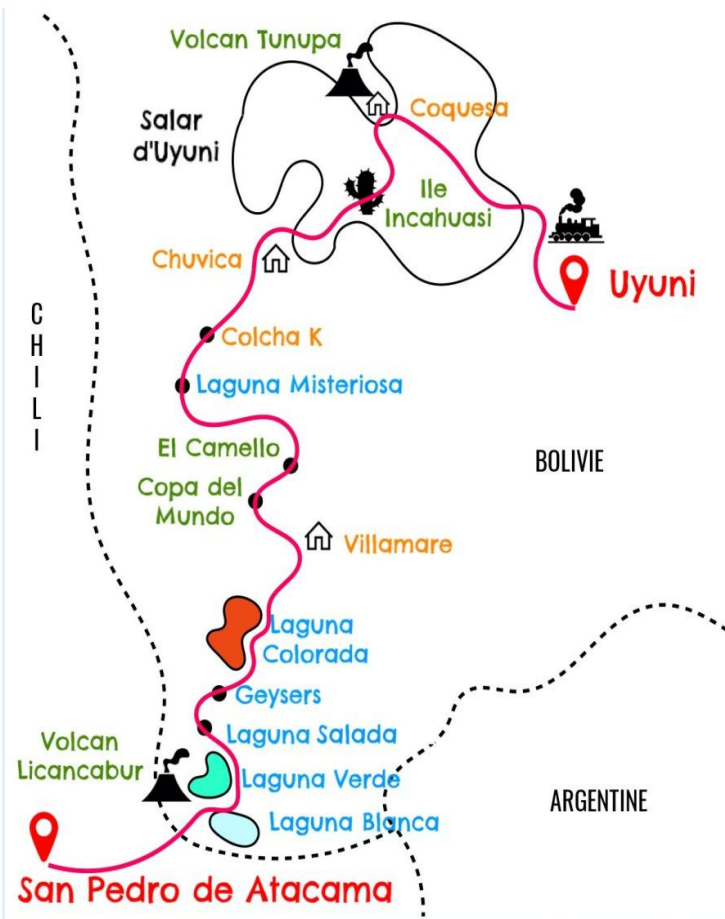 Volcan Tunupa
Coquesa
Salar
d'Uyuni
Ile
Incahuasi
Chuvica
Uyuni
CHILI
Colcha K
Laguna Misteriosa
El Camello
BOLIVIE
Copa del
Mundo
Villamare
Laguna
Colorada
Geysers
Laguna Salada
Volcan
Licancabur
Laguna Verde
ARGENTINE
Laguna Blanca
San Pedro de Atacama